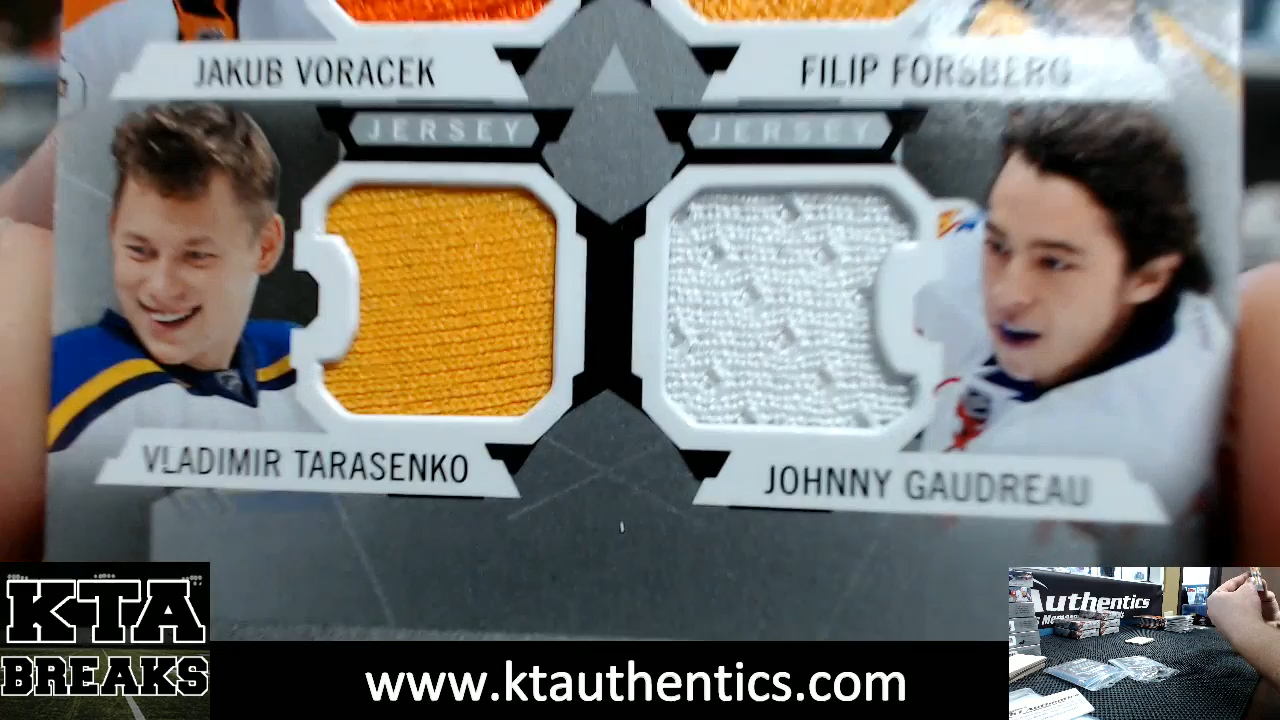 JAKUB VORACEK
FILIP FORSBERG
JERSEY
JERSEY
VLADIMIR TARASENKO
JOHNNY GAUDREAU
KTA
BREAKS
www.ktauthentics.com
Authentics